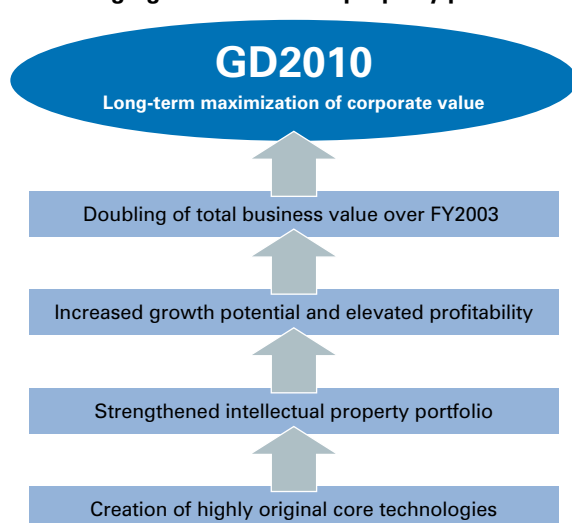 GD2010
Long-term maximization of corporate value
Doubling of total business value over FY2003
Increased growth potential and elevated profitability
Strengthened intellectual property portfolio
Creation of highly original core technologies